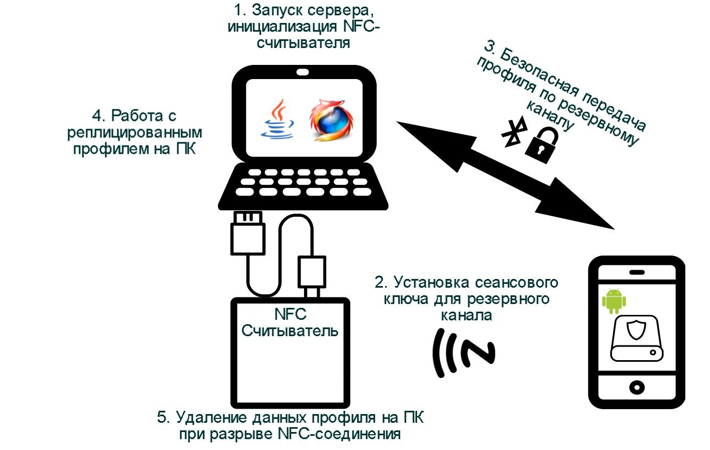 1. Запуск сервера,
инициализация NFC-
считывателя
3. Безопасная передача
профиля по резервному
каналу
4. Работа с
реплицированным
профилем на ПК
2. Установка сеансового
ключа для резервного
канала
NFC
Считыватель
5. Удаление данных профиля на ПК
при разрыве NFC-соединения